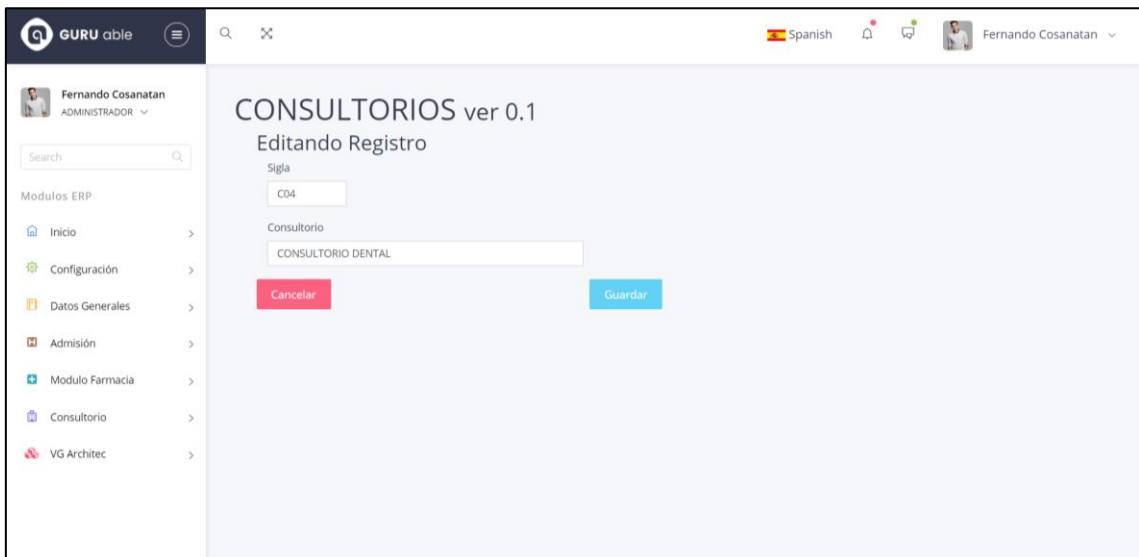 GURU able
Spanish
Fernando Cosanatan
Fernando Cosanatan
ADMINISTRADOR
Search
Modulos ERP
Inicio
Configuración
Datos Generales
Admisión
Modulo Farmacia
Consultorio
VG Architec
CONSULTORIOS ver 0.1
Editando Registro
Sigla
C04
Consultorio
CONSULTORIO DENTAL
Cancelar
Guardar